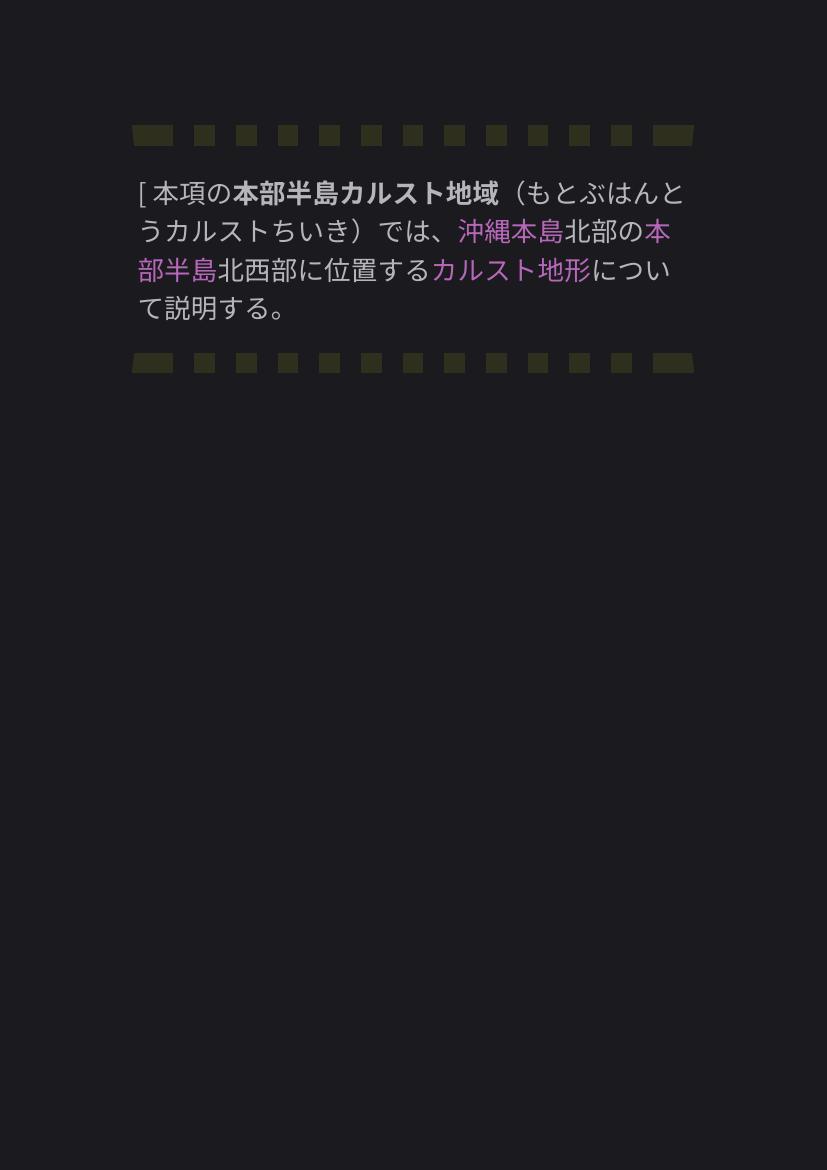 [ 本項の本部半島カルスト地域（もとぶはんと
うカルストちいき）では、沖縄本島北部の本
部半島北西部に位置するカルスト地形につい
て説明する。